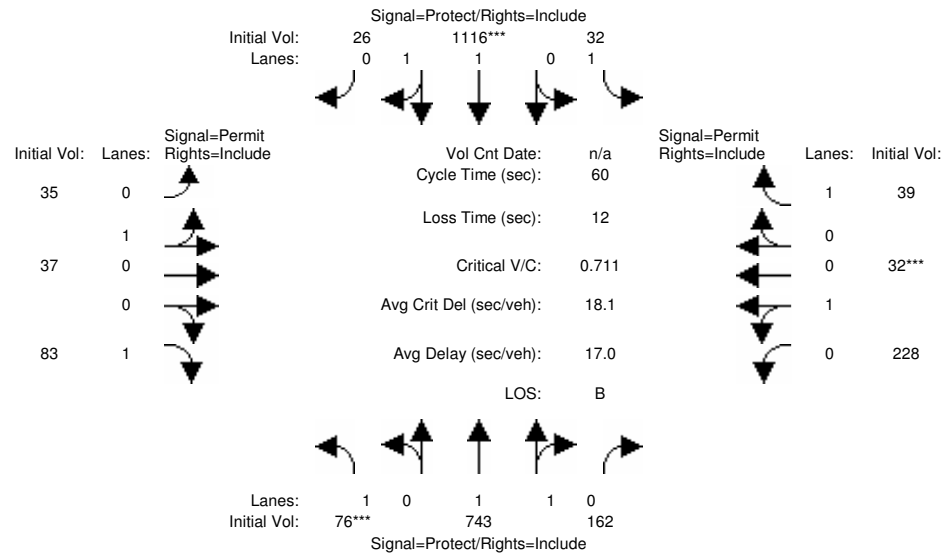 Signal=Protect/Rights=Include
Initial Vol: 26 1116*** 32
Lanes: 0 1 1 0 1
Signal=Permit
Initial Vol: Lanes: Rights=Include
Vol Cnt Date: n/a
Signal=Permit
Rights=Include Lanes: Initial Vol:
Cycle Time (sec): 60
35 0
1 39
Loss Time (sec): 12
1
0
37 0
Critical V/C: 0.711
0 32***
0
Avg Crit Del (sec/veh): 18.1
1
83 1
Avg Delay (sec/veh): 17.0
0 228
LOS: B
Lanes: 1 0 1 1 0
Initial Vol: 76*** 743 162
Signal=Protect/Rights=Include